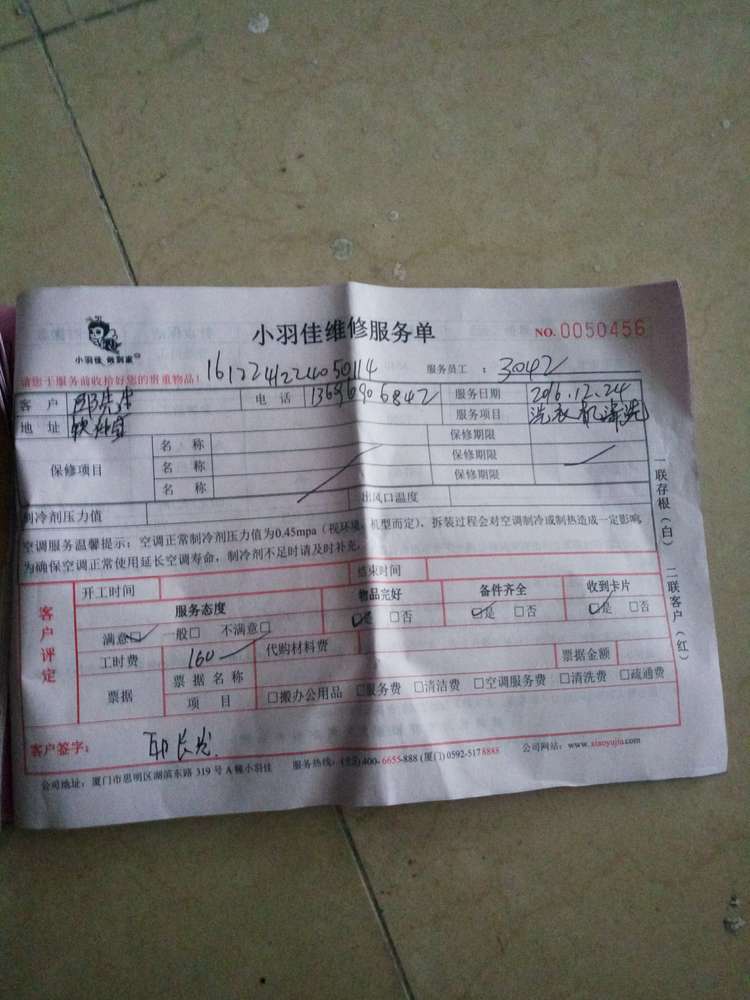 小羽佳 做到家
小羽佳维修服务单
NO. 0050456
请您于服务前收拾好您的贵重物品！
1612241224050114
服务员工 ： 3042
客 户 电 话 13696906842 服务日期 2016.12.24
地 址 服务项目 洗衣机清洗
保修项目 名 称 保修期限
名 称 保修期限
名 称 保修期限
制冷剂压力值 出风口温度
空调服务温馨提示：空调正常制冷剂压力值为0.45mpa（视环境、机型而定），拆装过程会对空调制冷或制热造成一定影响，
为确保空调正常使用延长空调寿命，制冷剂不足时请及时补充。
开工时间 结束时间
客户评定
服务态度 物品完好 备件齐全 收到卡片
满意☑ 一般□ 不满意□ ☑是 □否 ☑是 □否 ☑是 □否
工时费 160 代购材料费
票据 票据名称 票据金额
项 目 □搬办公用品 □服务费 □清洁费 □空调服务费 □清洗费 □疏通费
客户签字：
公司地址：厦门市思明区湖滨东路 319 号 A 幢小羽佳 服务热线：(全国)400-6655-888 (厦门) 0592-5178888 公司网站：www.xiaoyujia.com
一联存根（白） 二联客户（红）